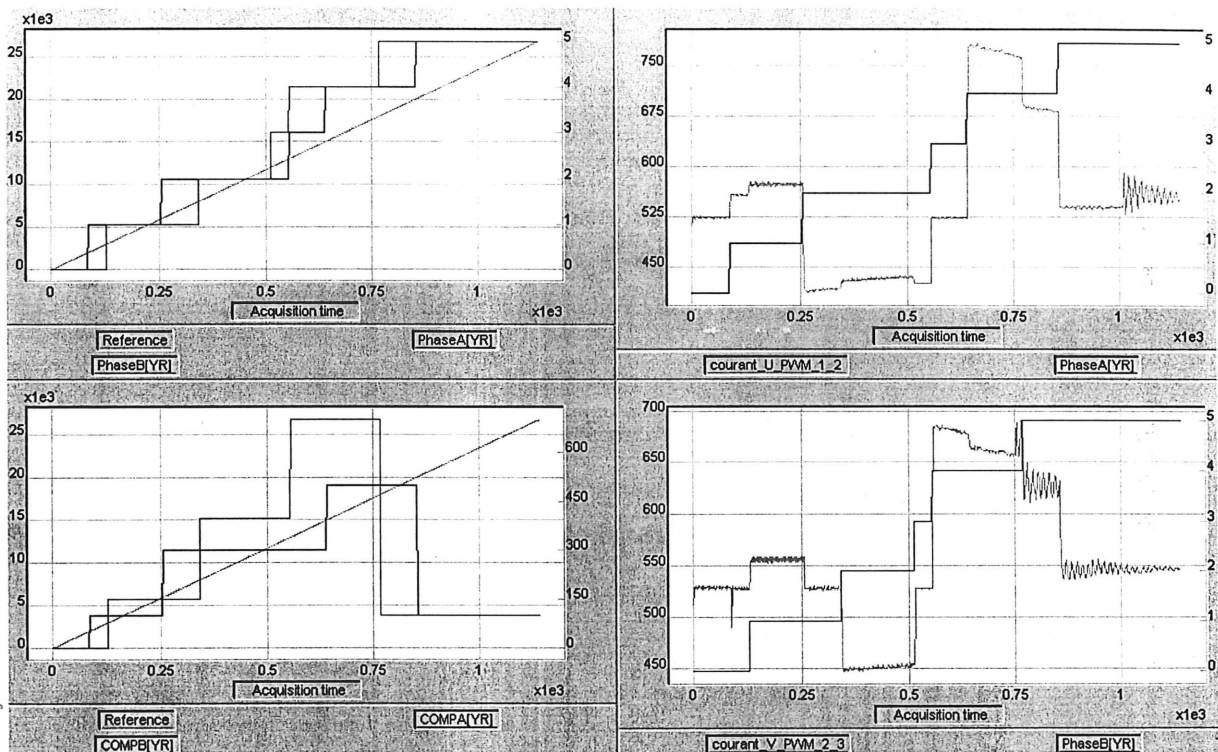 x1e3
25
20
15
10
5
0
5
4
3
2
1
0
0 0.25 0.5 0.75 1
Acquisition time
x1e3
Reference
PhaseA[YR]
PhaseB[YR]
750
675
600
525
450
5
4
3
2
1
0
0 0.25 0.5 0.75 1
Acquisition time
x1e3
courant_U_PWM_1_2
PhaseA[YR]
x1e3
25
20
15
10
5
0
600
450
300
150
0
0 0.25 0.5 0.75 1
Acquisition time
x1e3
Reference
COMPA[YR]
COMPB[YR]
700
650
600
550
500
450
5
4
3
2
1
0
0 0.25 0.5 0.75 1
Acquisition time
x1e3
courant_V_PWM_2_3
PhaseB[YR]